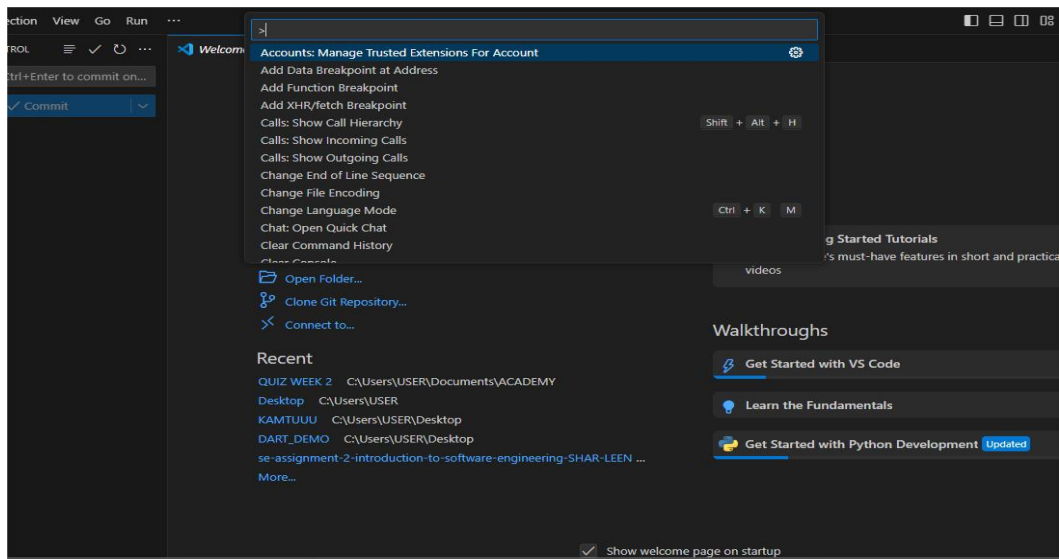 ection View Go Run ...
>
TROL
Welcom
Ctrl+Enter to commit on...
Commit
Accounts: Manage Trusted Extensions For Account
Add Data Breakpoint at Address
Add Function Breakpoint
Add XHR/fetch Breakpoint
Calls: Show Call Hierarchy Shift + Alt + H
Calls: Show Incoming Calls
Calls: Show Outgoing Calls
Change End of Line Sequence
Change File Encoding
Change Language Mode Ctrl + K M
Chat: Open Quick Chat
Clear Command History
Clear Console
Open Folder...
Clone Git Repository...
Connect to...
Recent
QUIZ WEEK 2 C:\Users\USER\Documents\ACADEMY
Desktop C:\Users\USER
KAMTUUU C:\Users\USER\Desktop
DART_DEMO C:\Users\USER\Desktop
se-assignment-2-introduction-to-software-engineering-SHAR-LEEN ...
More...
g Started Tutorials
's must-have features in short and practica
videos
Walkthroughs
Get Started with VS Code
Learn the Fundamentals
Get Started with Python Development Updated
Show welcome page on startup